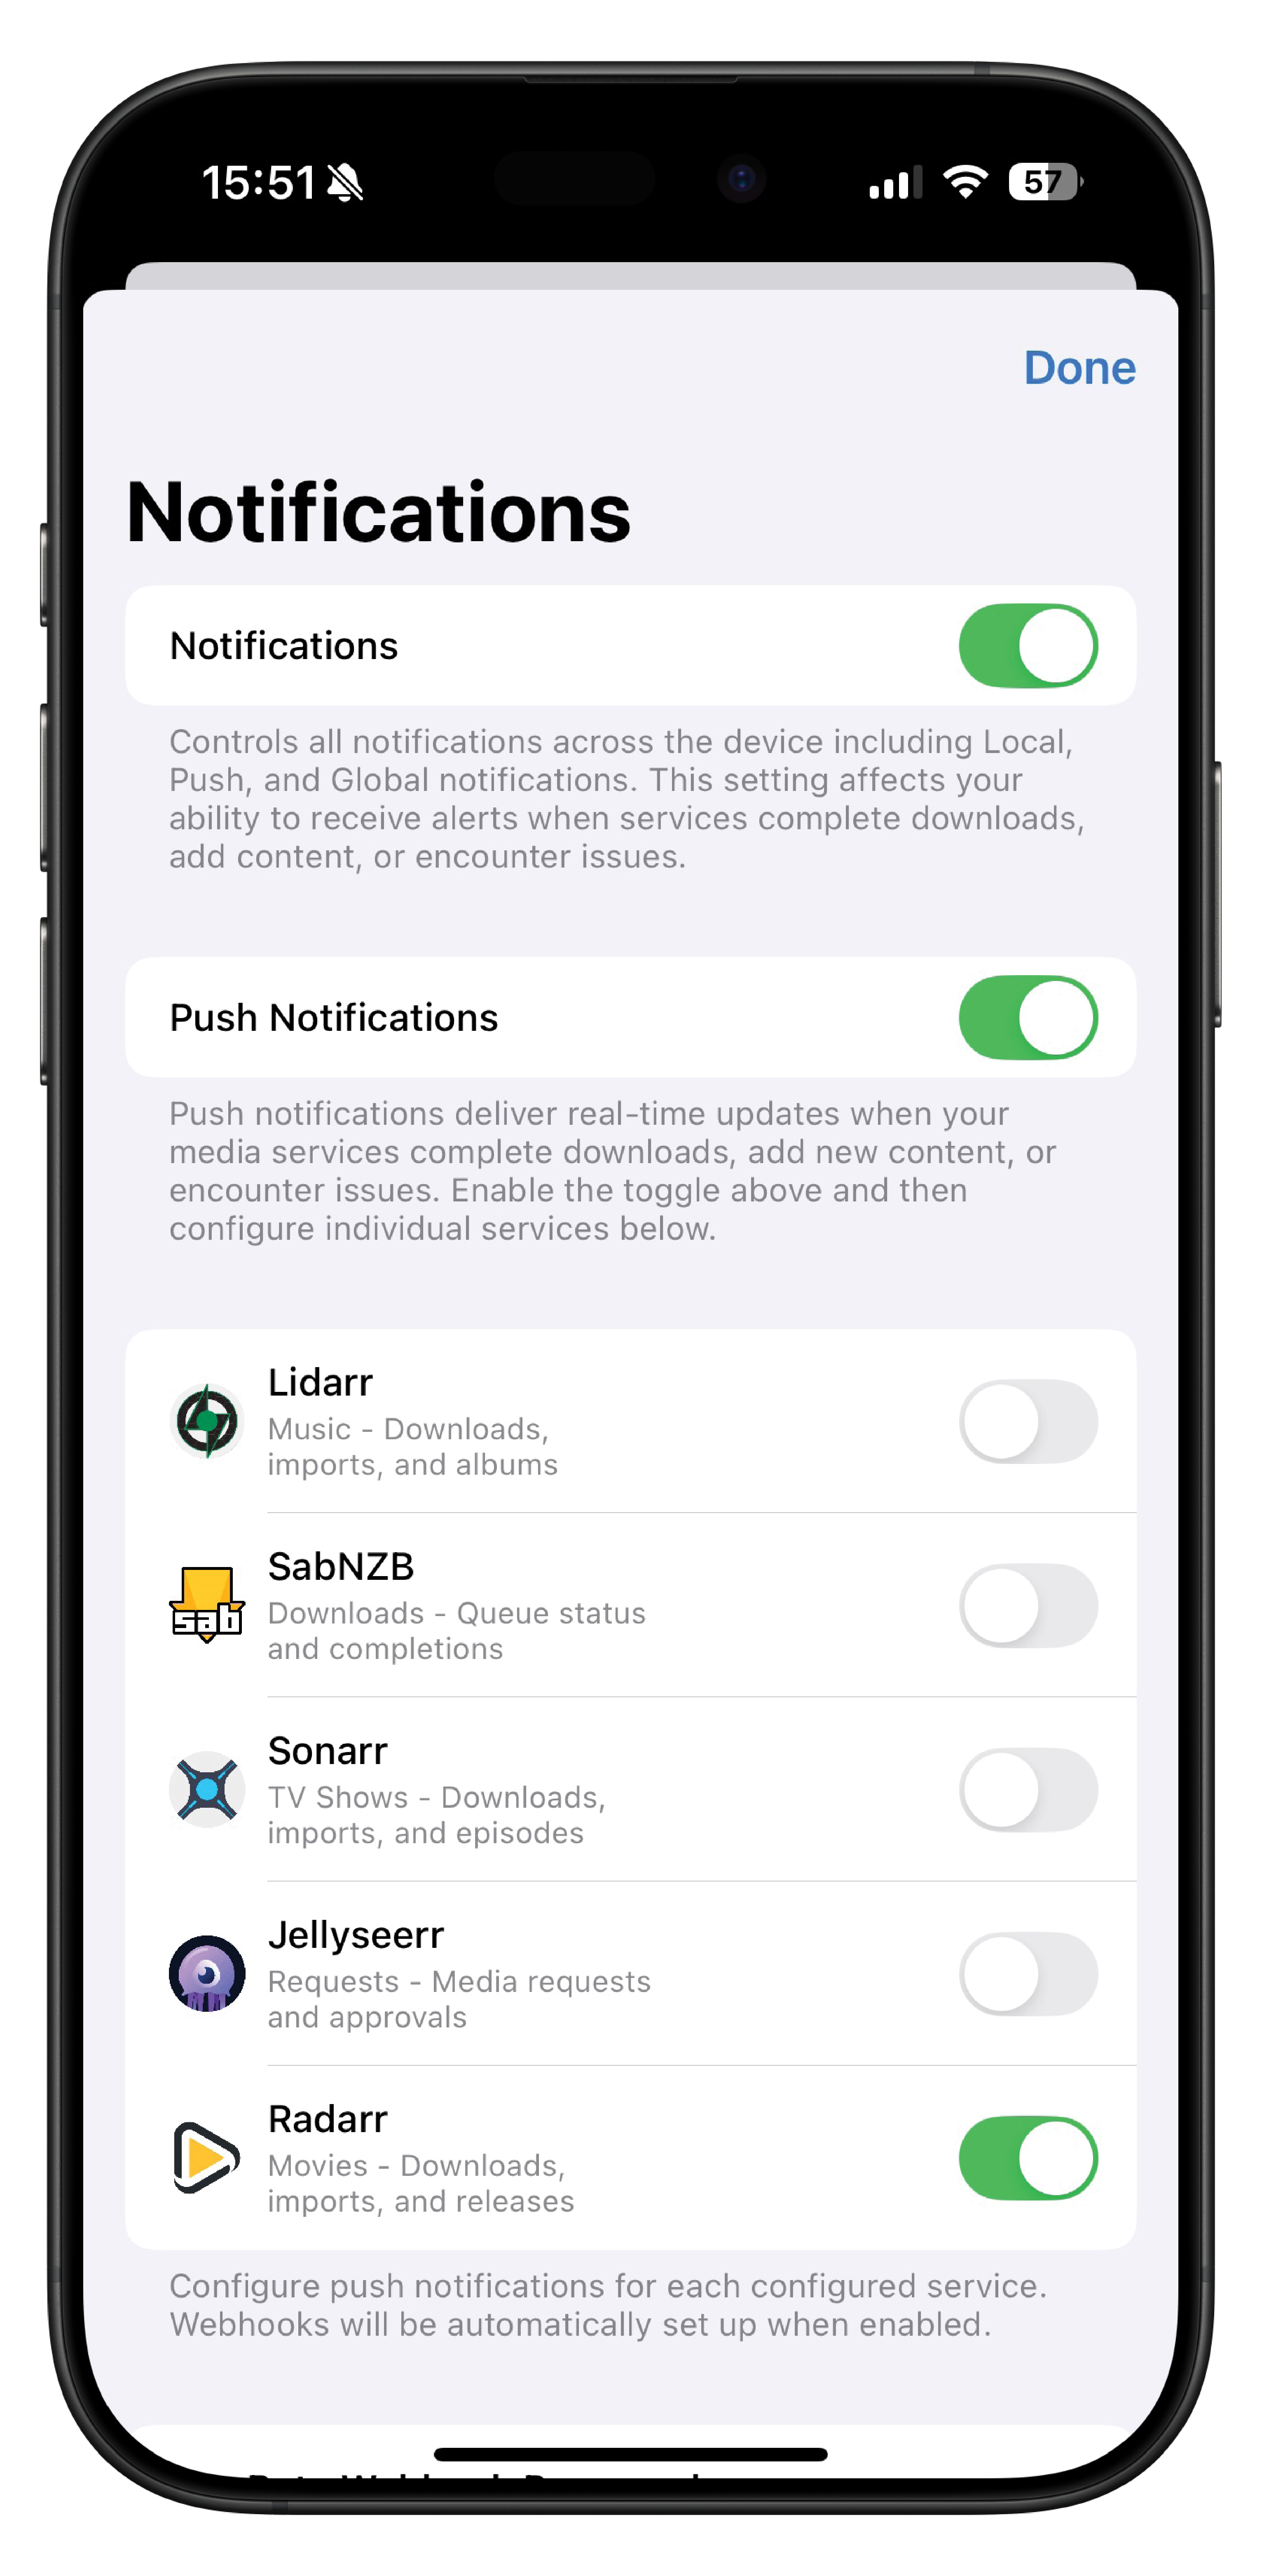 15:51
57
Done
Notifications
Notifications
Controls all notifications across the device including Local,
Push, and Global notifications. This setting affects your
ability to receive alerts when services complete downloads,
add content, or encounter issues.
Push Notifications
Push notifications deliver real-time updates when your
media services complete downloads, add new content, or
encounter issues. Enable the toggle above and then
configure individual services below.
Lidarr
Music - Downloads,
imports, and albums
sab
SabNZB
Downloads - Queue status
and completions
Sonarr
TV Shows - Downloads,
imports, and episodes
Jellyseerr
Requests - Media requests
and approvals
Radarr
Movies - Downloads,
imports, and releases
Configure push notifications for each configured service.
Webhooks will be automatically set up when enabled.